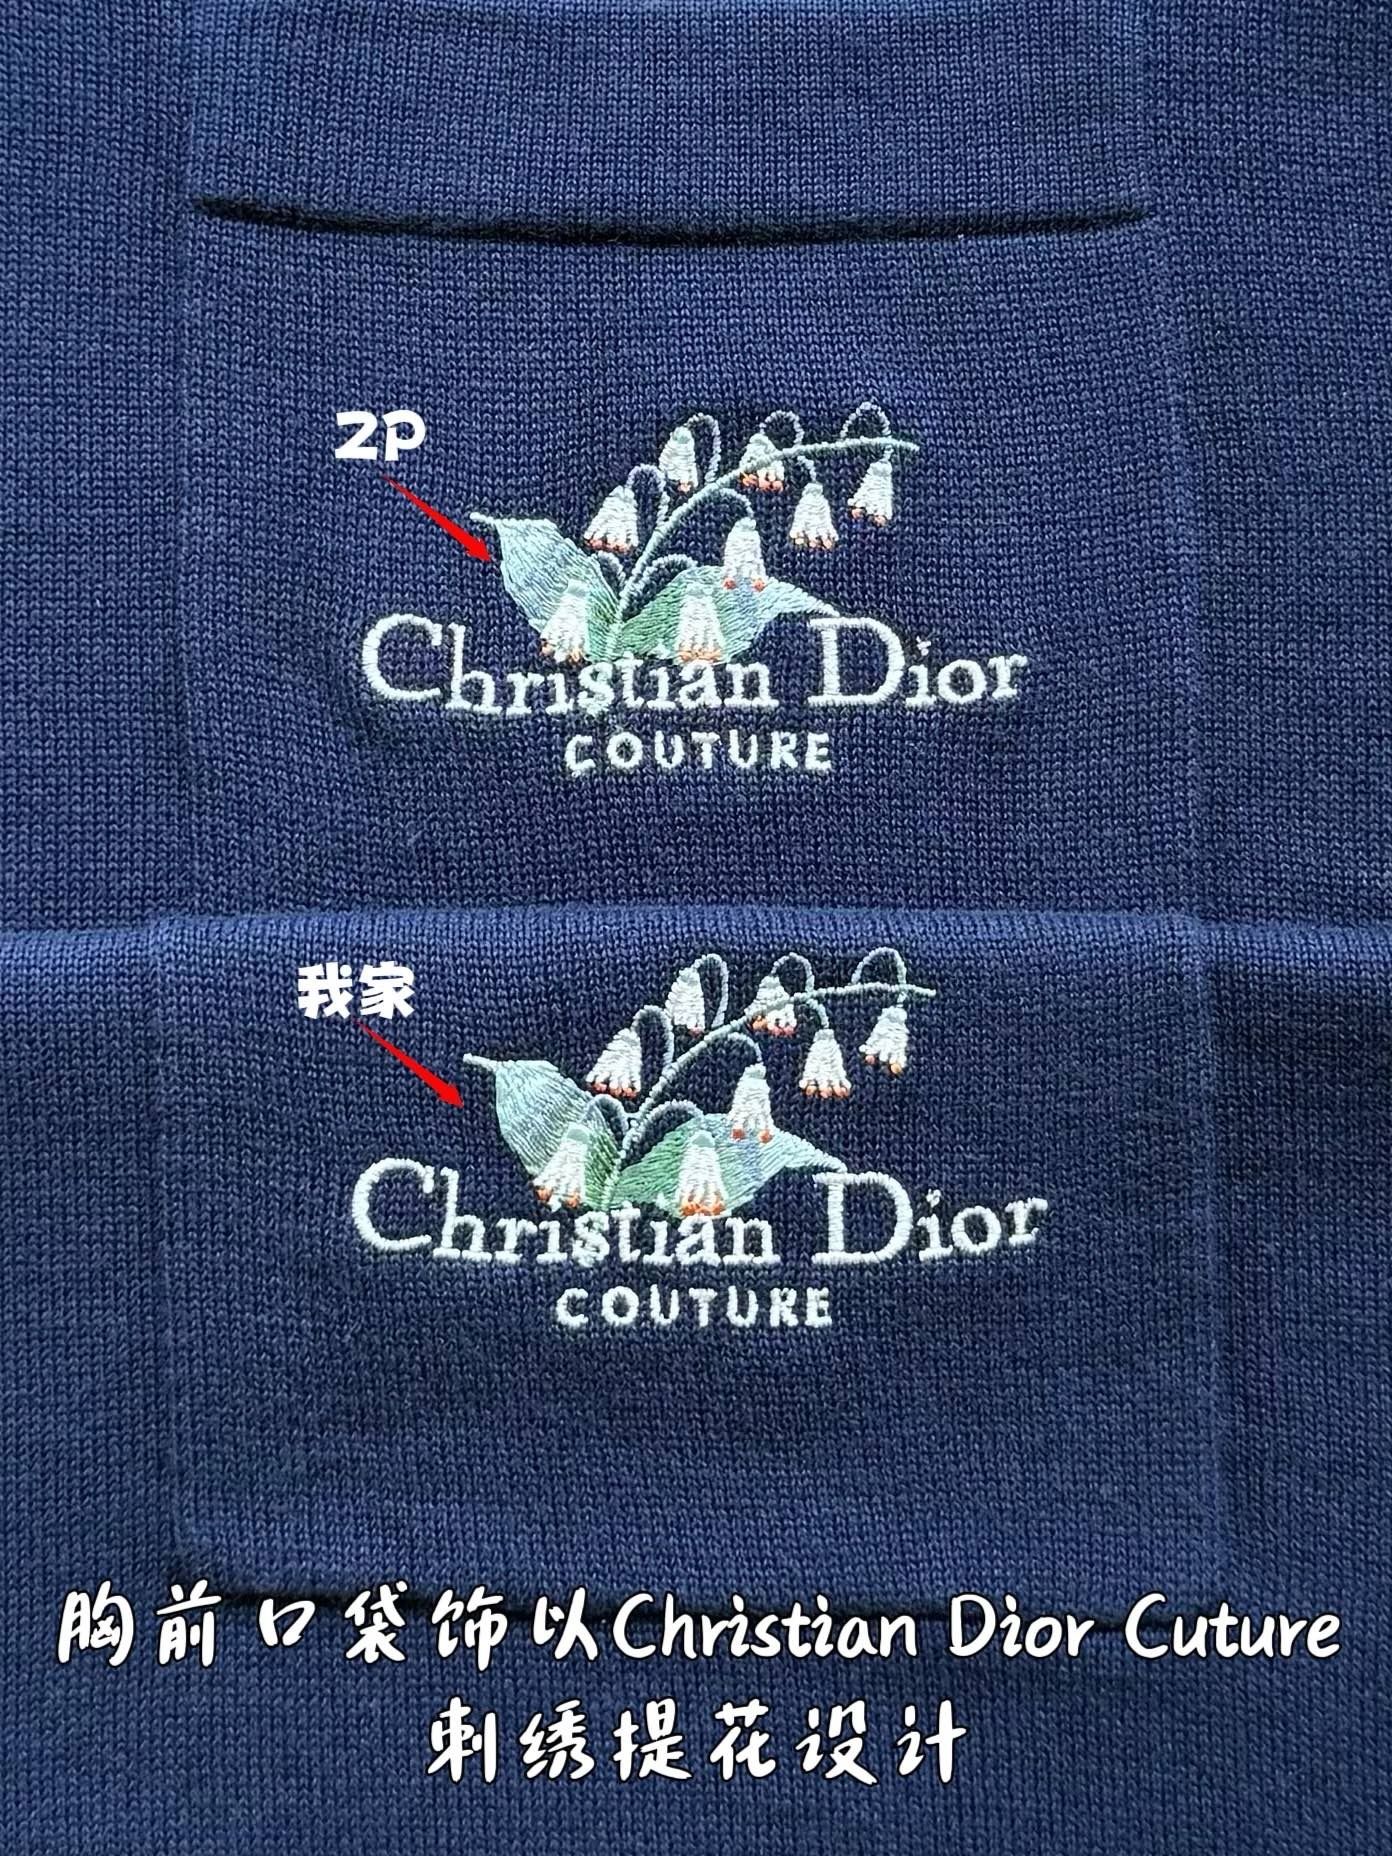 2P
Christian Dior
COUTURE
我家
Christian Dior
COUTURE
胸前口袋饰以Christian Dior Cuture
刺绣提花设计